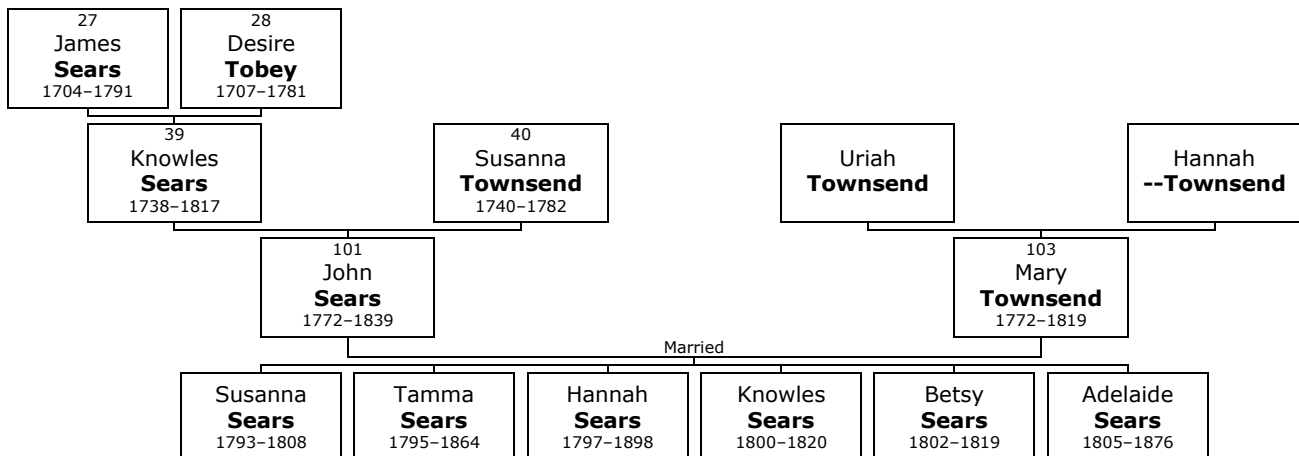 27
James
Sears
1704–1791
28
Desire
Tobey
1707–1781
39
Knowles
Sears
1738–1817
40
Susanna
Townsend
1740–1782
Uriah
Townsend
Hannah
--Townsend
101
John
Sears
1772–1839
103
Mary
Townsend
1772–1819
Married
Susanna
Sears
1793–1808
Tamma
Sears
1795–1864
Hannah
Sears
1797–1898
Knowles
Sears
1800–1820
Betsy
Sears
1802–1819
Adelaide
Sears
1805–1876